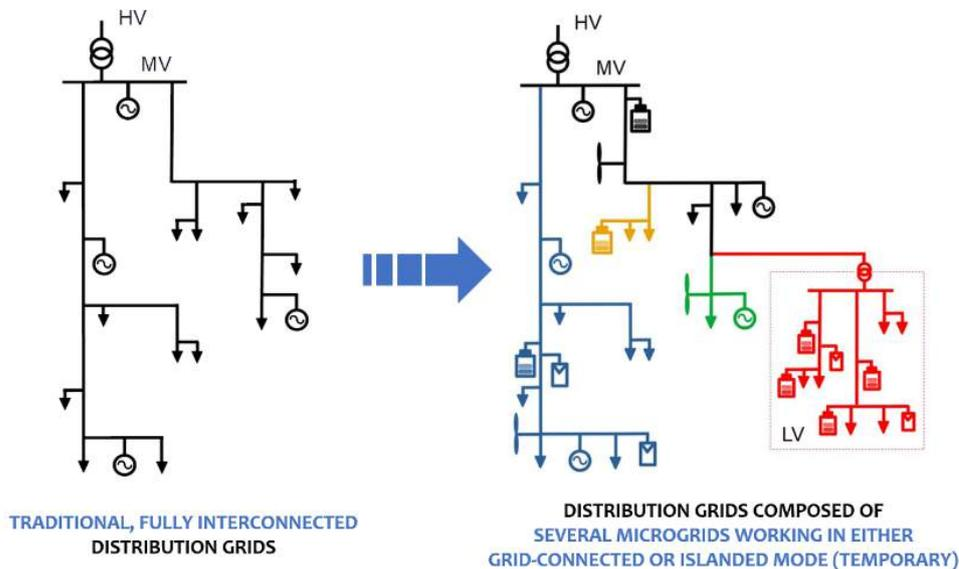 HV
MV
HV
MV
LV
TRADITIONAL, FULLY INTERCONNECTED
DISTRIBUTION GRIDS
DISTRIBUTION GRIDS COMPOSED OF
SEVERAL MICROGRIDS WORKING IN EITHER
GRID-CONNECTED OR ISLANDED MODE (TEMPORARY)